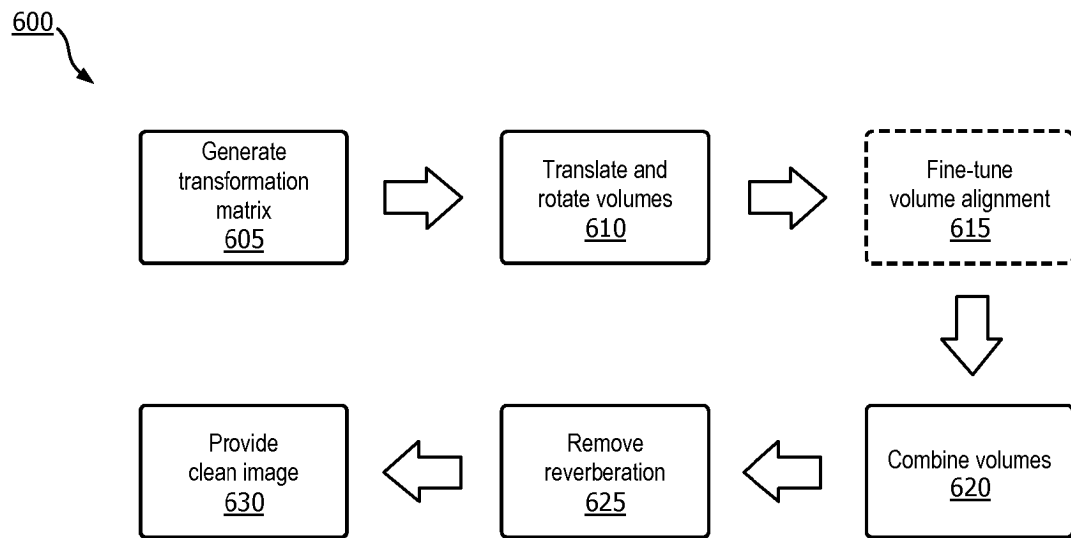 600
Generate
transformation
matrix
605
Translate and
rotate volumes
610
Fine-tune
volume alignment
615
Combine volumes
620
Remove
reverberation
625
Provide
clean image
630